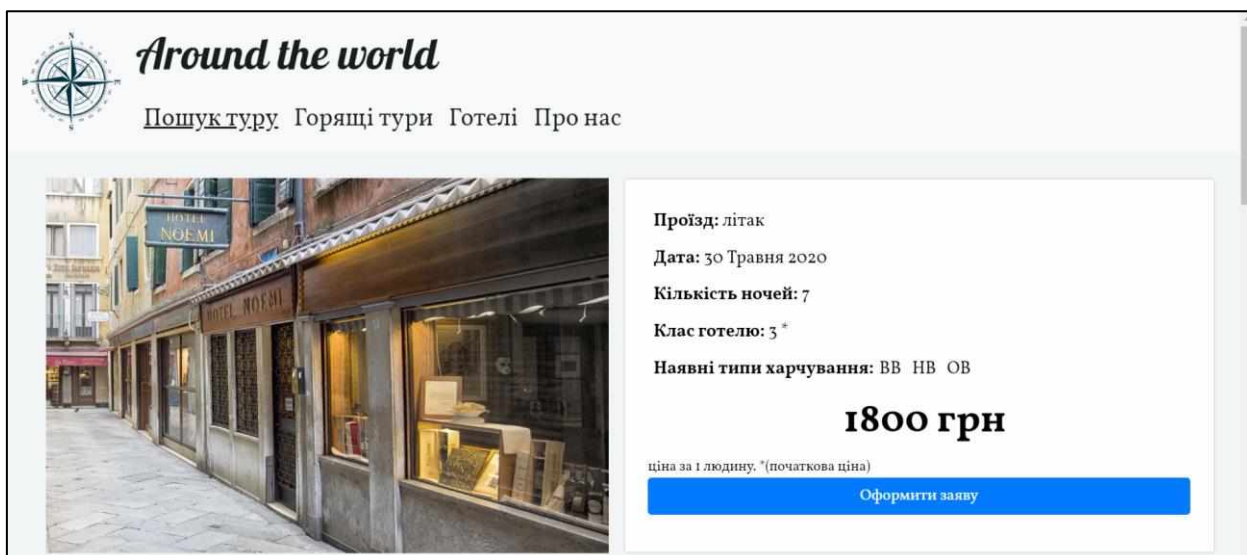 Around the world
Пошук туру Горящі тури Готелі Про нас
HOTEL
NOEMI
HOTEL NOEMI
Проїзд: літак
Дата: 30 Травня 2020
Кількість ночей: 7
Клас готелю: 3 *
Наявні типи харчування: BB HB OB
1800 грн
ціна за 1 людину. *(початкова ціна)
Оформити заяву